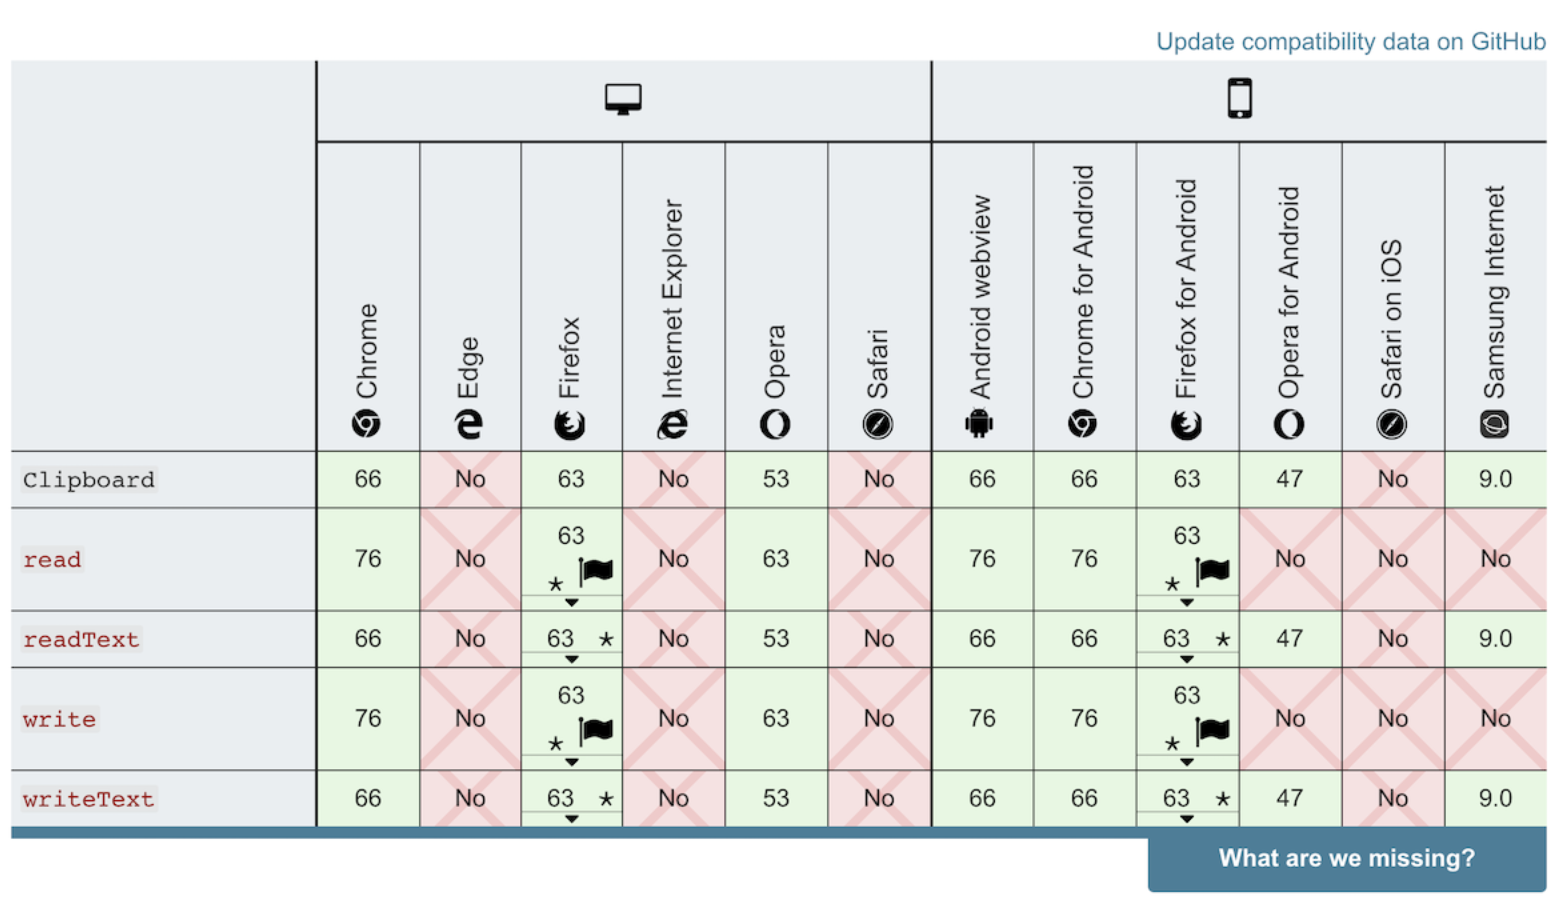 Update compatibility data on GitHub
Chrome Edge Firefox Internet Explorer Opera Safari Android webview Chrome for Android Firefox for Android Opera for Android Safari on iOS Samsung Internet
Clipboard 66 No 63 No 53 No 66 66 63 47 No 9.0
read 76 No 63 * No 63 No 76 76 63 * No No No
readText 66 No 63 * No 53 No 66 66 63 * 47 No 9.0
write 76 No 63 * No 63 No 76 76 63 * No No No
writeText 66 No 63 * No 53 No 66 66 63 * 47 No 9.0
What are we missing?